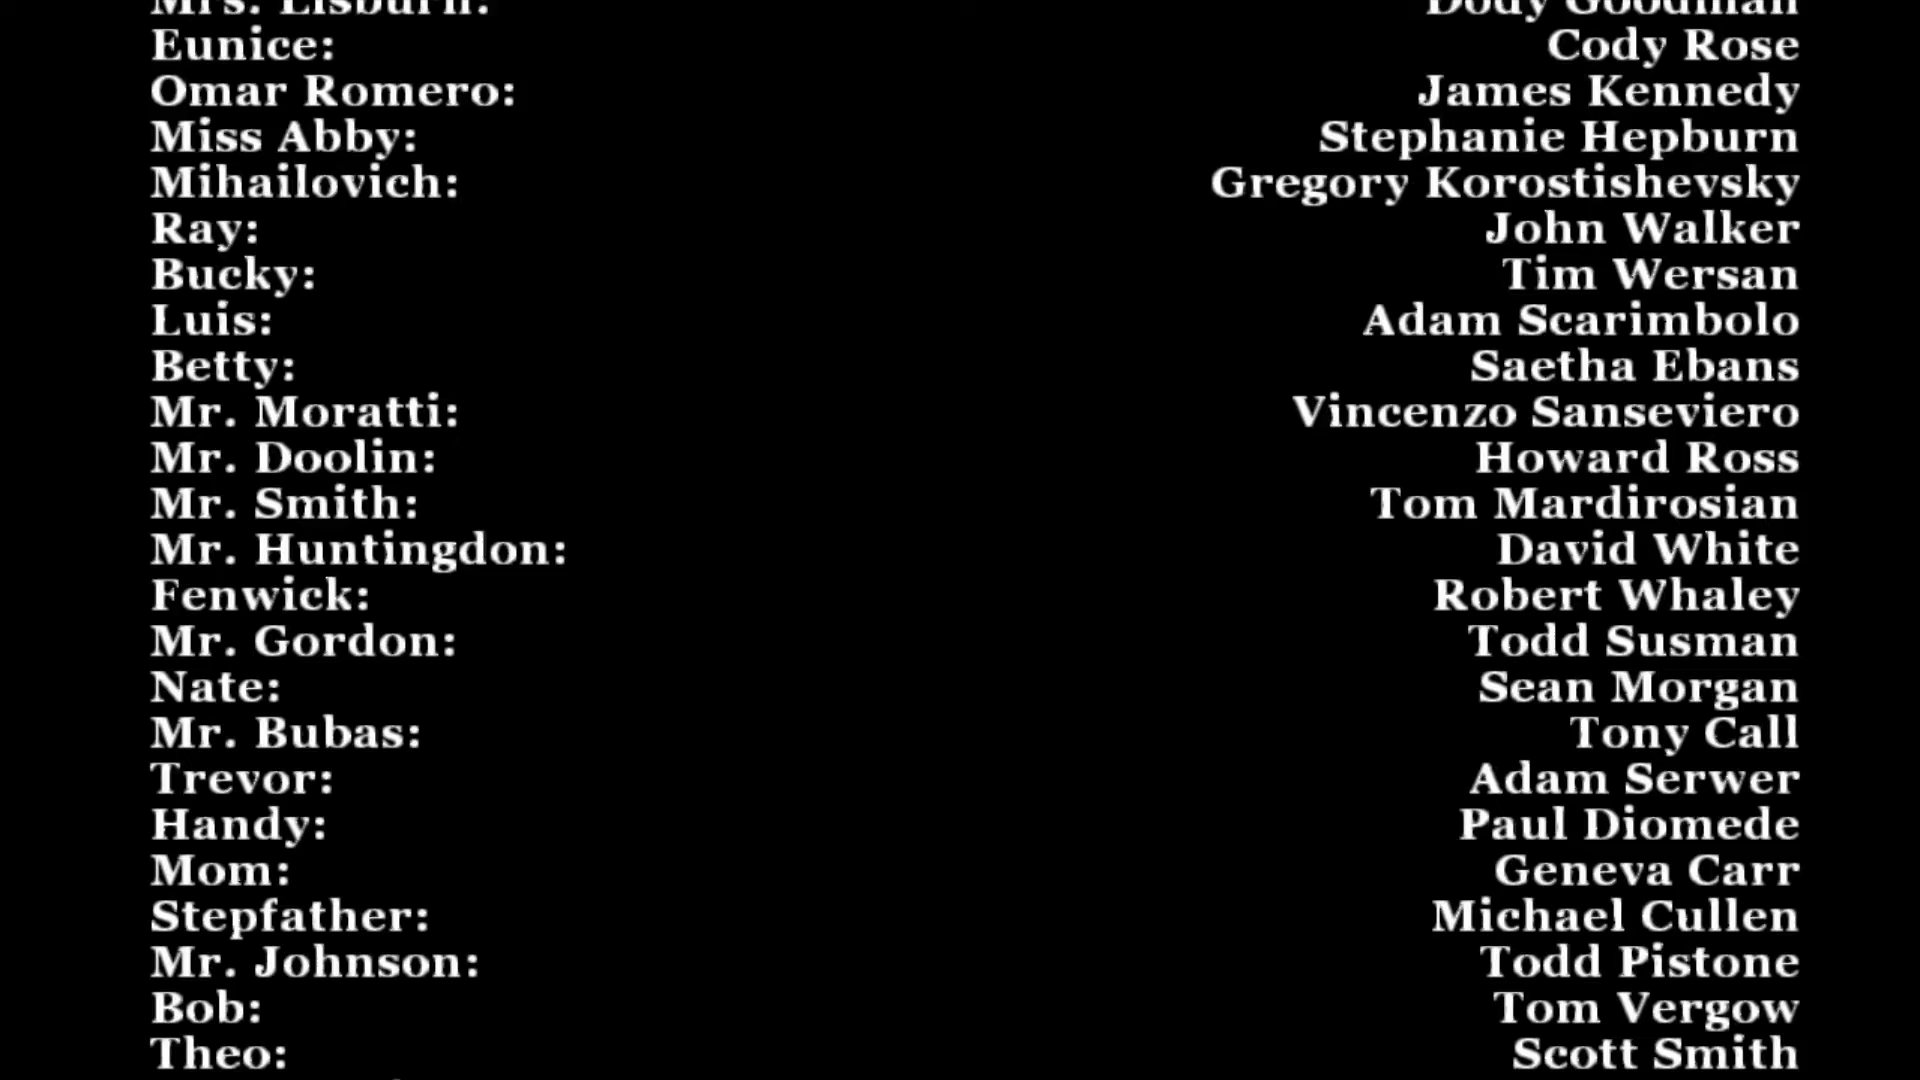 Mrs. Lisburn: Dody Goodman
Eunice: Cody Rose
Omar Romero: James Kennedy
Miss Abby: Stephanie Hepburn
Mihailovich: Gregory Korostishevsky
Ray: John Walker
Bucky: Tim Wersan
Luis: Adam Scarimbolo
Betty: Saetha Ebans
Mr. Moratti: Vincenzo Sanseviero
Mr. Doolin: Howard Ross
Mr. Smith: Tom Mardirosian
Mr. Huntingdon: David White
Fenwick: Robert Whaley
Mr. Gordon: Todd Susman
Nate: Sean Morgan
Mr. Bubas: Tony Call
Trevor: Adam Serwer
Handy: Paul Diomede
Mom: Geneva Carr
Stepfather: Michael Cullen
Mr. Johnson: Todd Pistone
Bob: Tom Vergow
Theo: Scott Smith